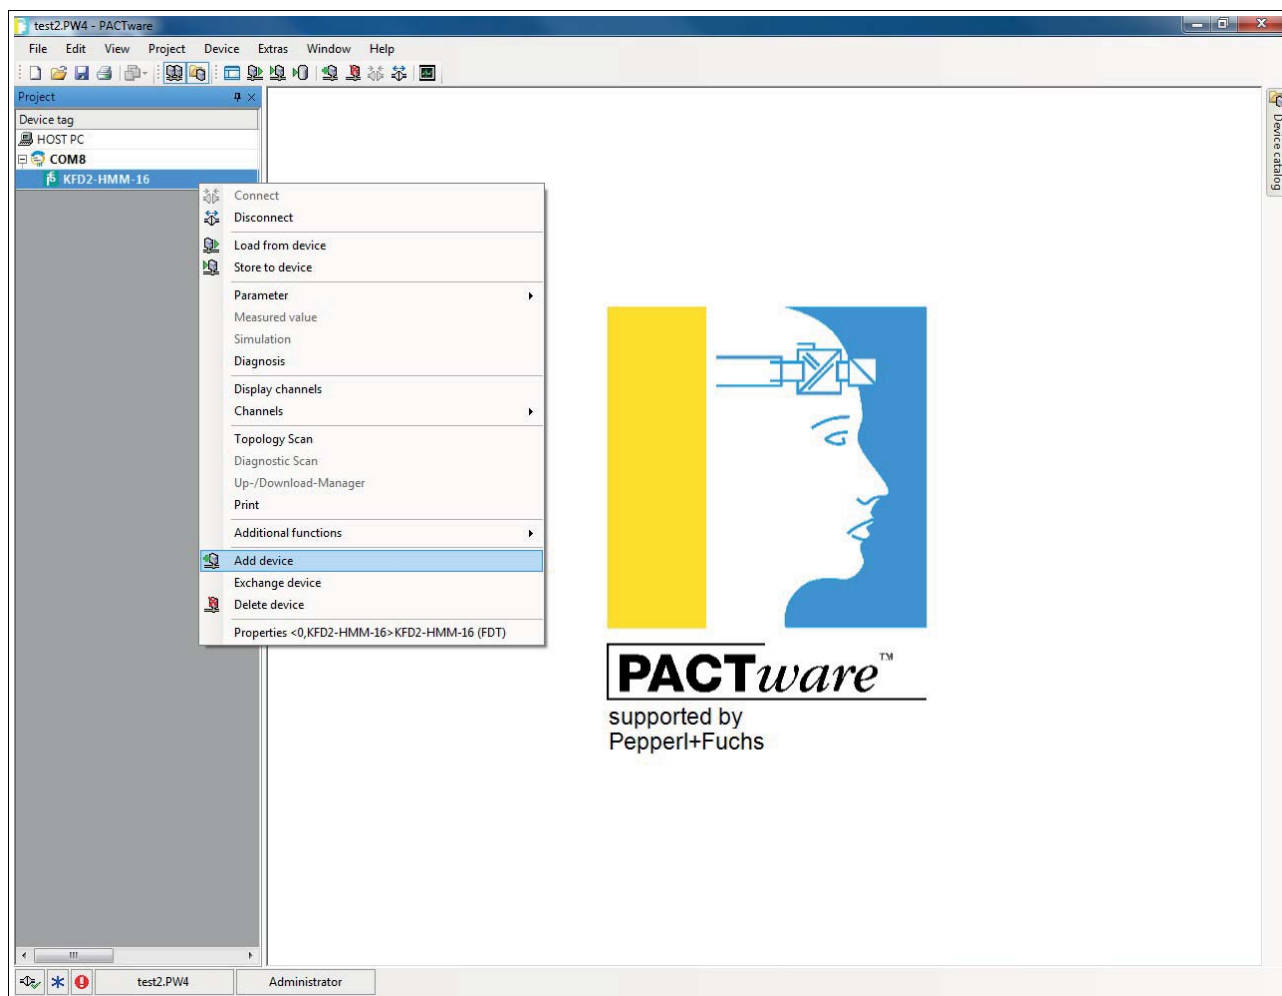 test2.PW4 - PACTware
File Edit View Project Device Extras Window Help
Project
Device tag
HOST PC
COM8
KFD2-HMM-16
Connect
Disconnect
Load from device
Store to device
Parameter
Measured value
Simulation
Diagnosis
Display channels
Channels
Topology Scan
Diagnostic Scan
Up-/Download-Manager
Print
Additional functions
Add device
Exchange device
Delete device
Properties <0,KFD2-HMM-16>KFD2-HMM-16 (FDT)
PACTware™
supported by
Pepperl+Fuchs
Device catalog
test2.PW4 Administrator